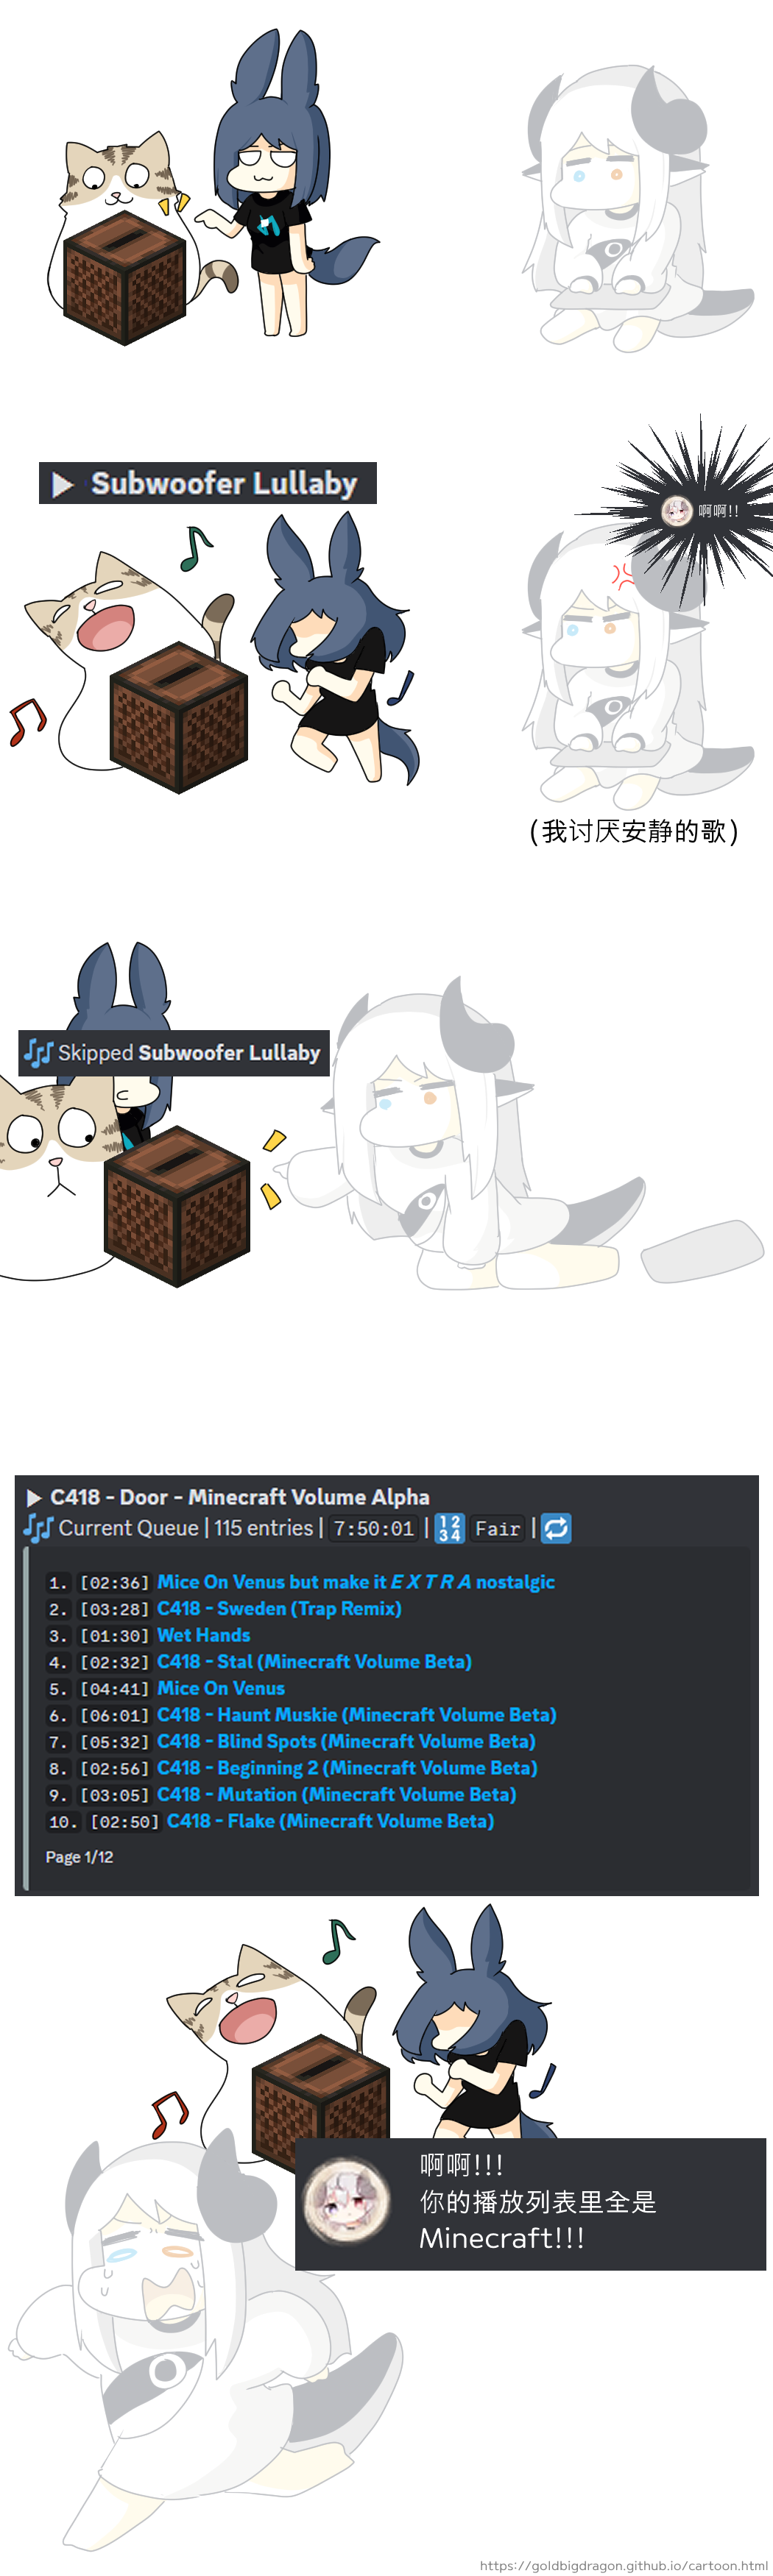 Subwoofer Lullaby
啊啊!!
(我讨厌安静的歌)
Skipped Subwoofer Lullaby
C418 - Door - Minecraft Volume Alpha
Current Queue | 115 entries | 7:50:01 | 1234 Fair |
1. [02:36] Mice On Venus but make it E X T R A nostalgic
2. [03:28] C418 - Sweden (Trap Remix)
3. [01:30] Wet Hands
4. [02:32] C418 - Stal (Minecraft Volume Beta)
5. [04:41] Mice On Venus
6. [06:01] C418 - Haunt Muskie (Minecraft Volume Beta)
7. [05:32] C418 - Blind Spots (Minecraft Volume Beta)
8. [02:56] C418 - Beginning 2 (Minecraft Volume Beta)
9. [03:05] C418 - Mutation (Minecraft Volume Beta)
10. [02:50] C418 - Flake (Minecraft Volume Beta)
Page 1/12
啊啊!!!
你的播放列表里全是
Minecraft!!!
https://goldbigdragon.github.io/cartoon.html